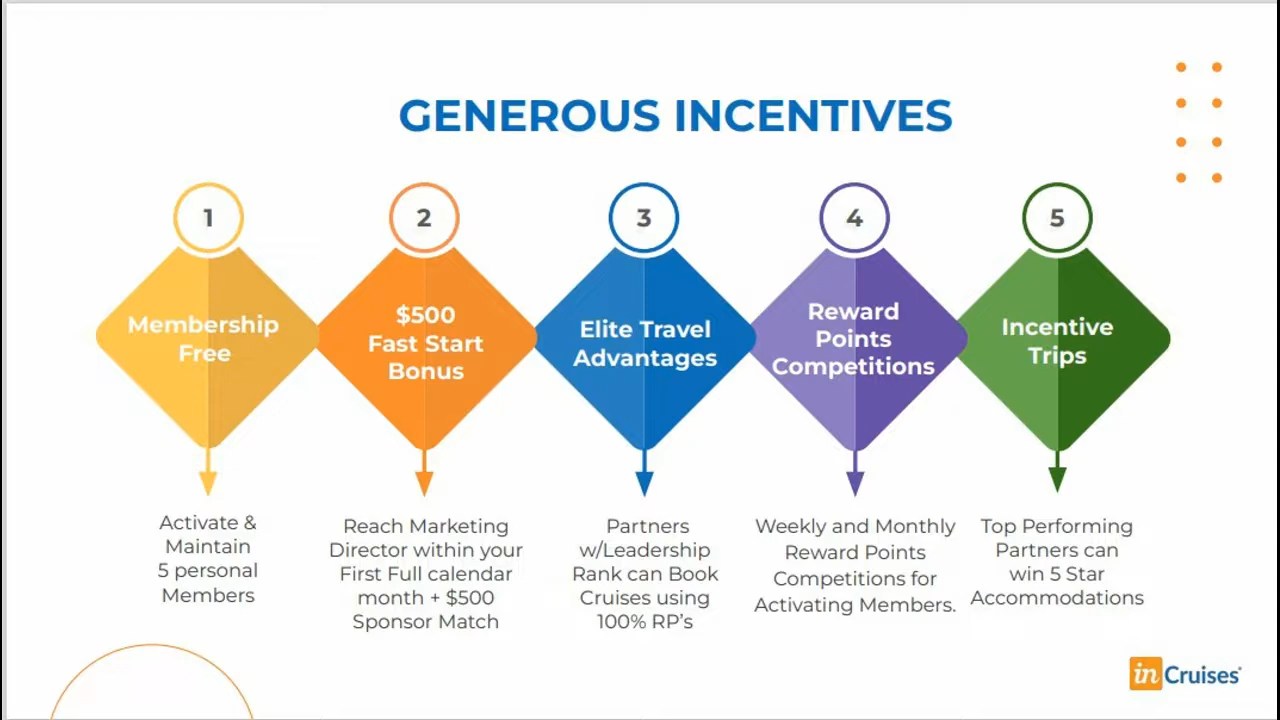 GENEROUS INCENTIVES
1
Membership
Free
Activate &
Maintain
5 personal
Members
2
$500
Fast Start
Bonus
Reach Marketing
Director within your
First Full calendar
month + $500
Sponsor Match
3
Elite Travel
Advantages
Partners
w/Leadership
Rank can Book
Cruises using
100% RP's
4
Reward
Points
Competitions
Weekly and Monthly
Reward Points
Competitions for
Activating Members.
5
Incentive
Trips
Top Performing
Partners can
win 5 Star
Accommodations
in Cruises